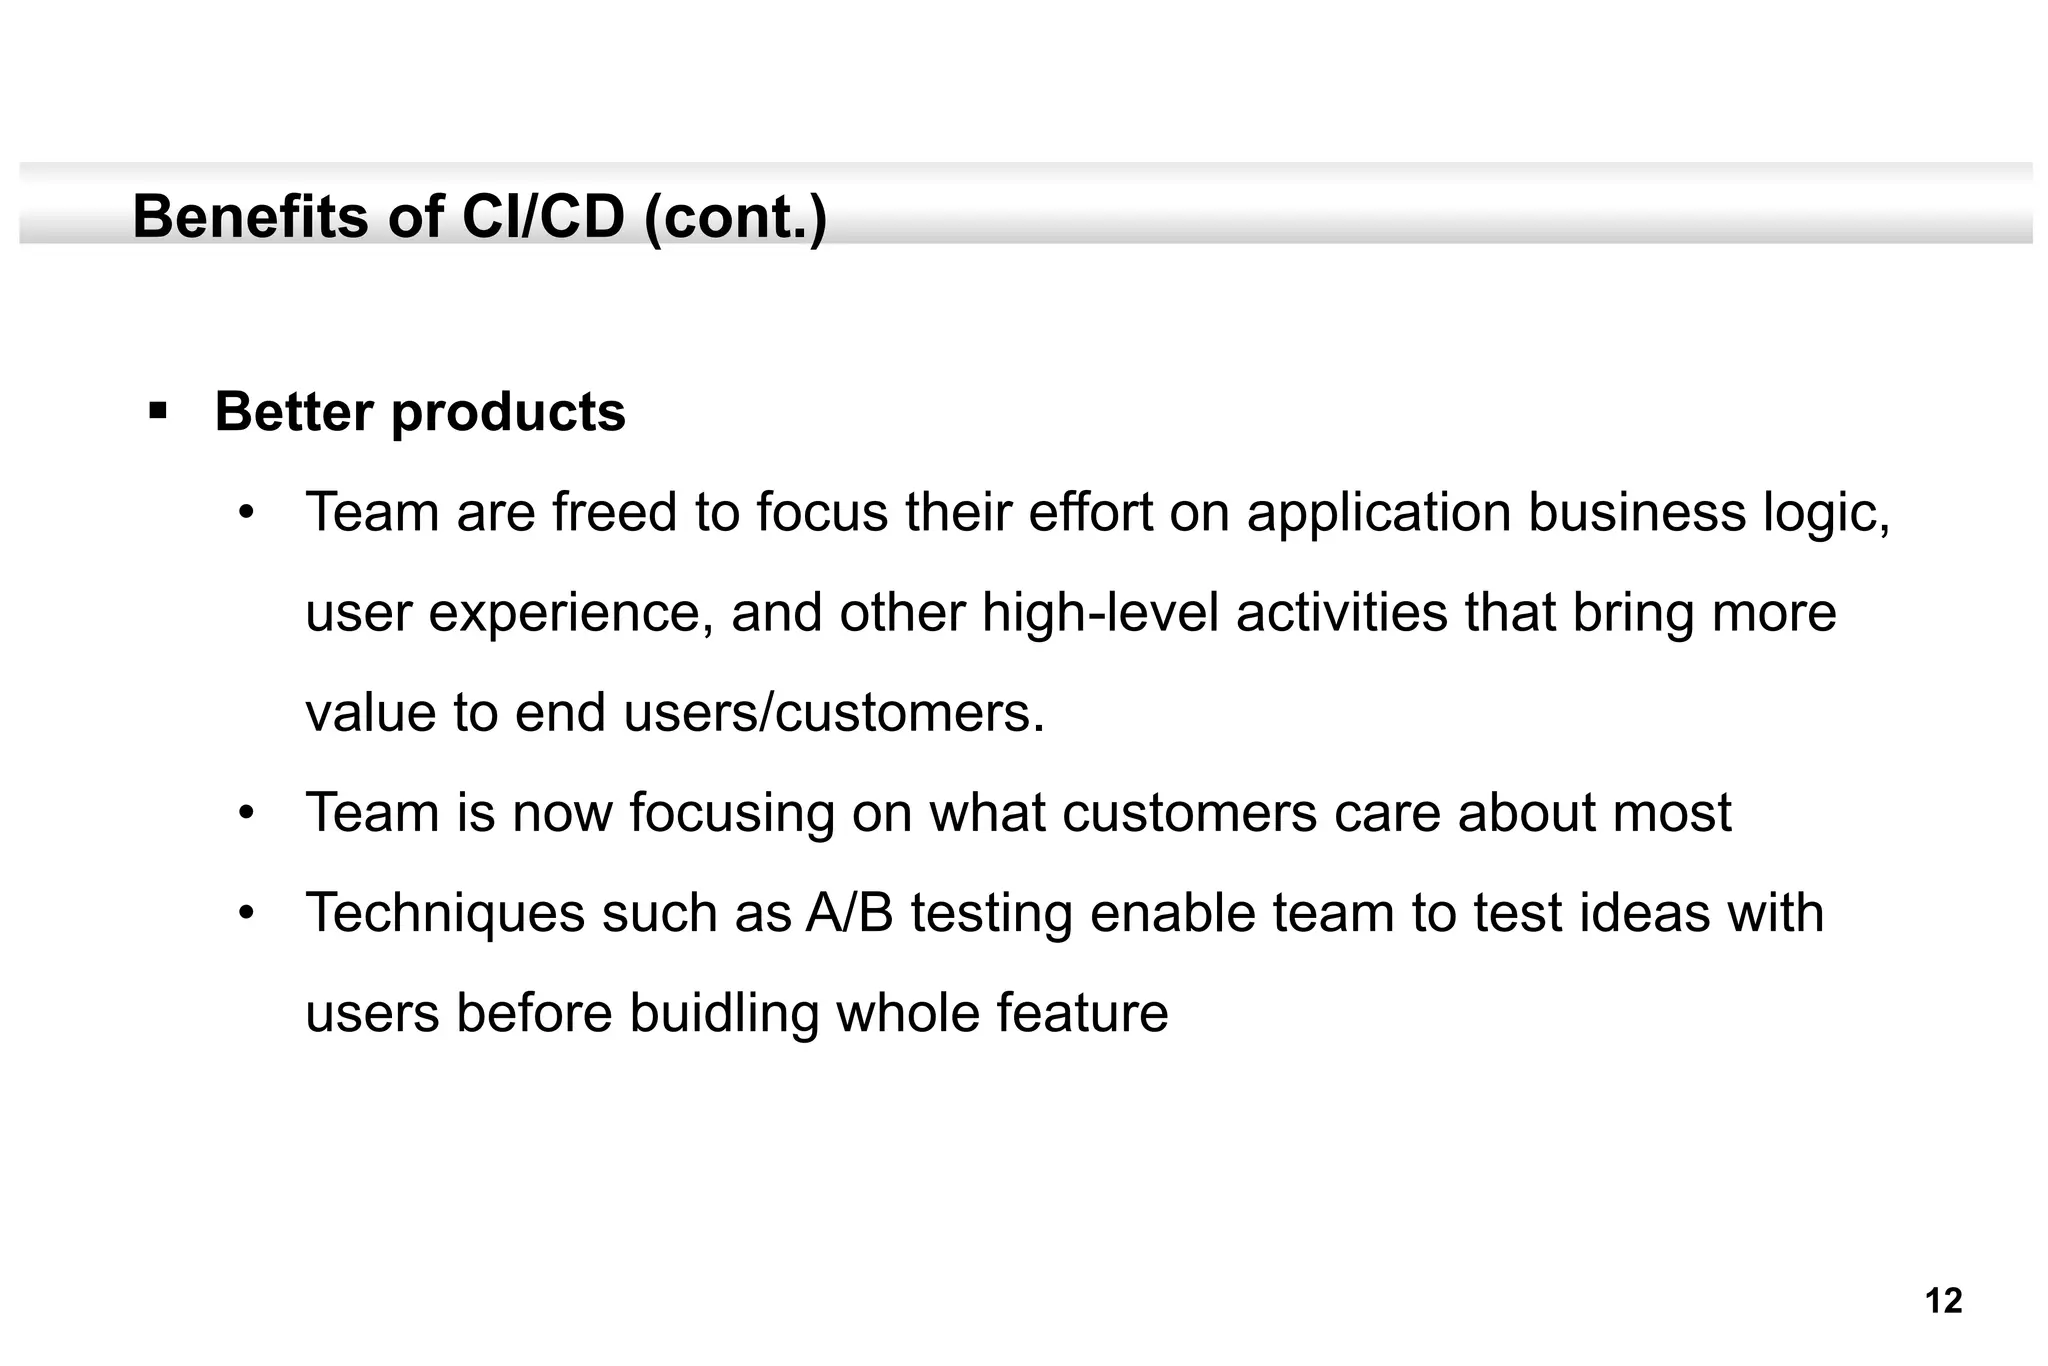 Benefits of CI/CD (cont.)
▪ Better products
• Team are freed to focus their effort on application business logic,
user experience, and other high-level activities that bring more
value to end users/customers.
• Team is now focusing on what customers care about most
• Techniques such as A/B testing enable team to test ideas with
users before buidling whole feature
12